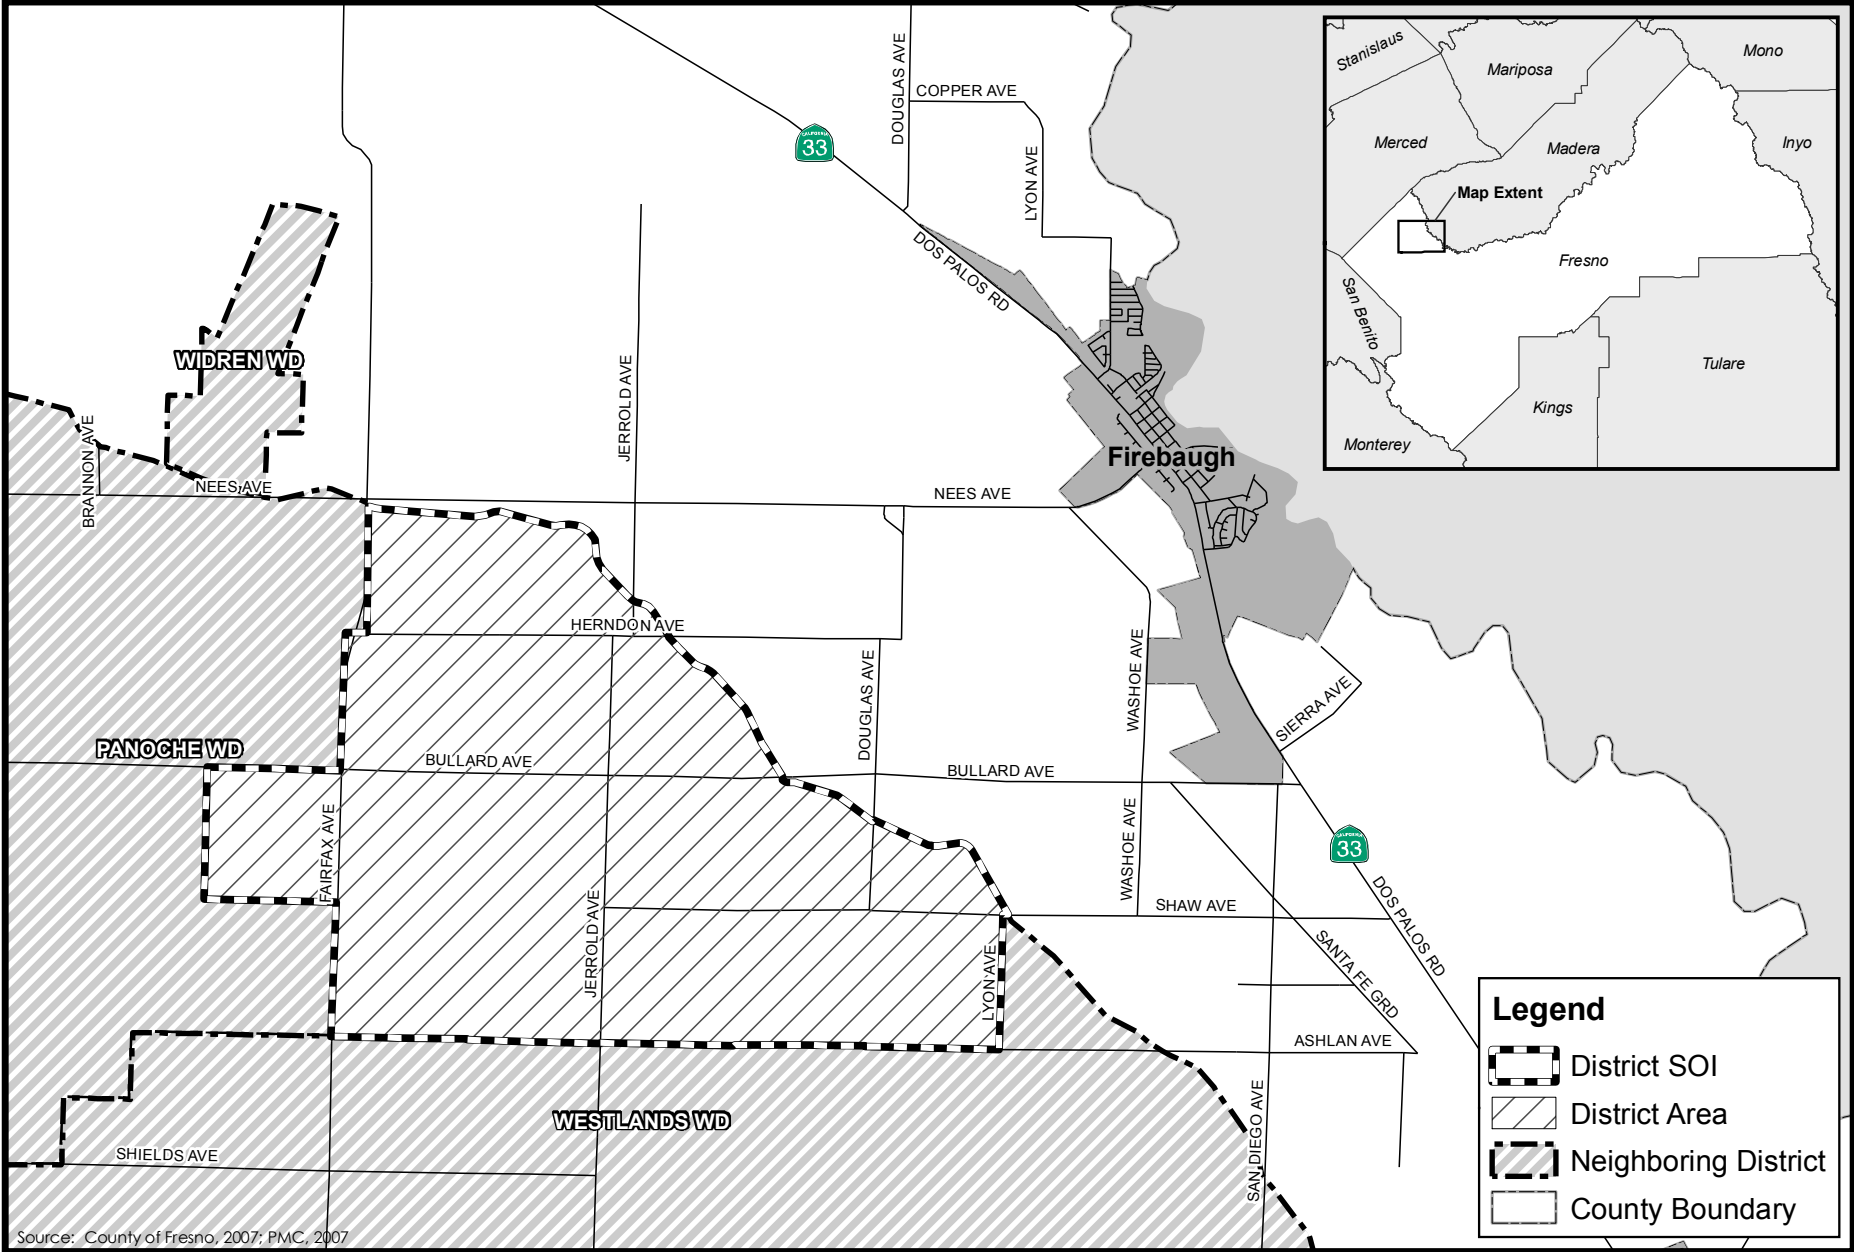 DOUGLAS AVE
COPPER AVE
CALIFORNIA
33
LYON AVE
DOS PALOS RD
Stanislaus
Mariposa
Mono
Merced
Madera
Inyo
Map Extent
Fresno
San Benito
Tulare
Kings
Monterey
WIDREN WD
JERROLD AVE
BRANNON AVE
NEES AVE
NEES AVE
Firebaugh
HERNDON AVE
DOUGLAS AVE
WASHOE AVE
SIERRA AVE
PANOCHE WD
BULLARD AVE
BULLARD AVE
FAIRFAX AVE
WASHOE AVE
CALIFORNIA
33
DOS PALOS RD
SHAW AVE
JERROLD AVE
LYON AVE
SANTA FE GRD
ASHLAN AVE
WESTLANDS WD
SAN DIEGO AVE
SHIELDS AVE
Legend
District SOI
District Area
Neighboring District
County Boundary
Source: County of Fresno, 2007; PMC, 2007